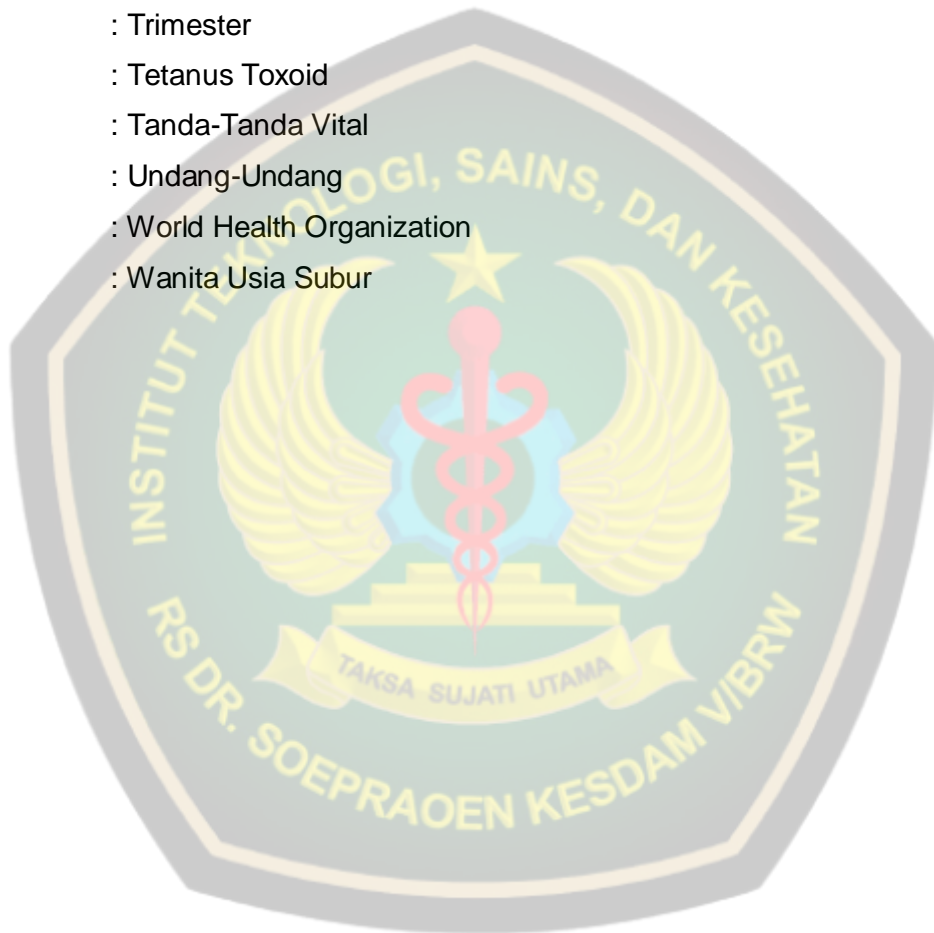 : Trimester
: Tetanus Toxoid
: Tanda-Tanda Vital
: Undang-Undang
: World Health Organization
: Wanita Usia Subur
INSTITUT TEKNOLOGI, SAINS, DAN KESEHATAN
TAKSA SUJATI UTAMA
RS DR. SOEPRAOEN KESDAM V/BRW